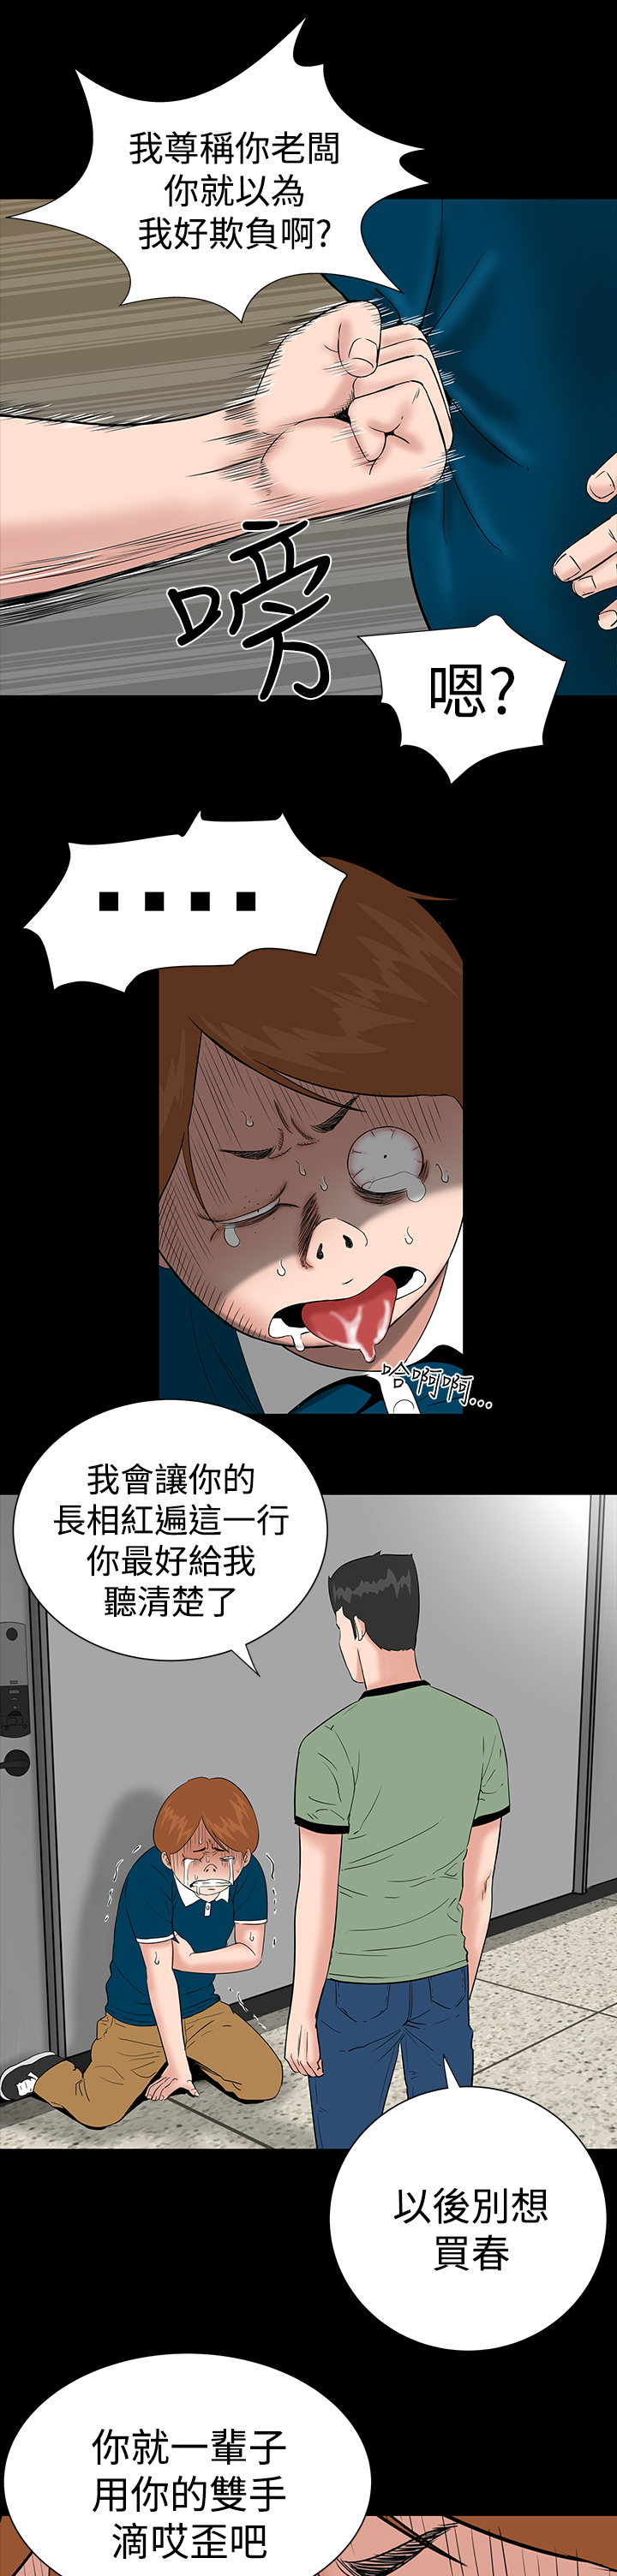 我尊稱你老闆
你就以為
我好欺負啊?
嗙
嗯?
....
哈啊啊...
我會讓你的
長相紅遍這一行
你最好給我
聽清楚了
以後別想
買春
你就一輩子
用你的雙手
滴哎歪吧